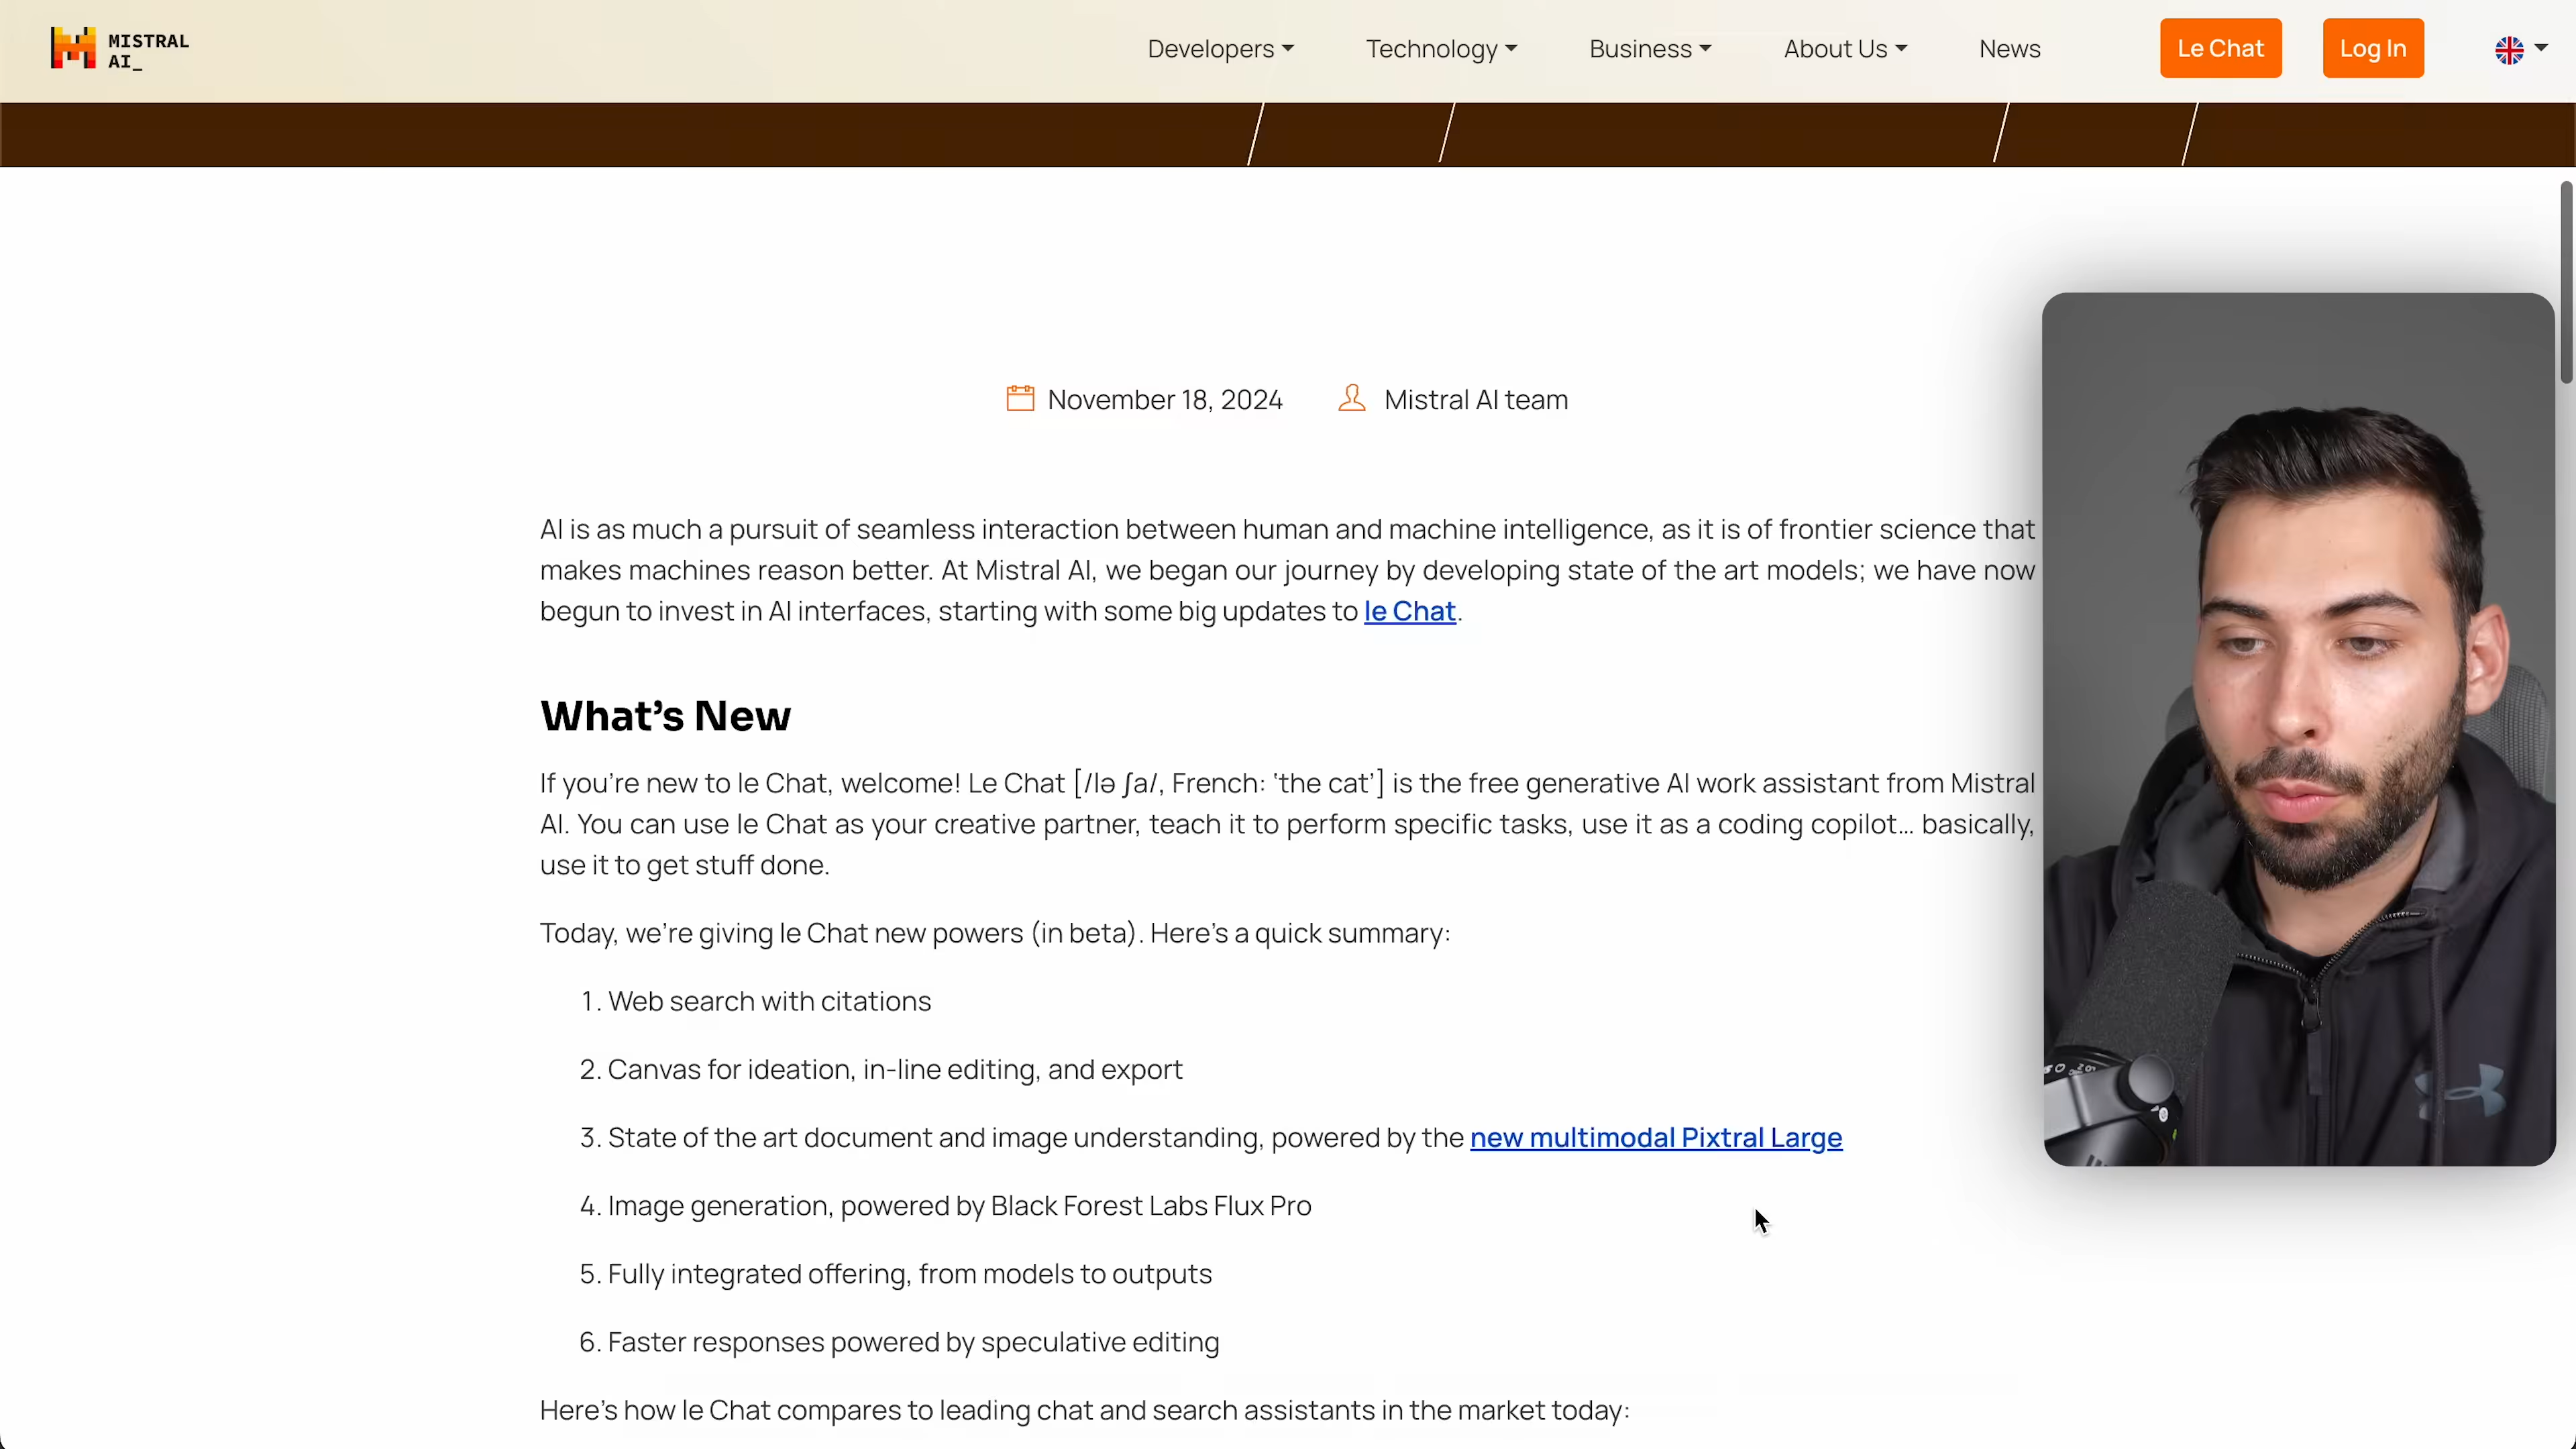 MISTRAL
AI_
Developers
Technology
Business
About Us
News
Le Chat
Log In
November 18, 2024
Mistral AI team
AI is as much a pursuit of seamless interaction between human and machine intelligence, as it is of frontier science that
makes machines reason better. At Mistral AI, we began our journey by developing state of the art models; we have now
begun to invest in AI interfaces, starting with some big updates to le Chat.
What’s New
If you’re new to le Chat, welcome! Le Chat [/lə ʃa/, French: ‘the cat’] is the free generative AI work assistant from Mistral
AI. You can use le Chat as your creative partner, teach it to perform specific tasks, use it as a coding copilot… basically,
use it to get stuff done.
Today, we’re giving le Chat new powers (in beta). Here’s a quick summary:
1. Web search with citations
2. Canvas for ideation, in-line editing, and export
3. State of the art document and image understanding, powered by the new multimodal Pixtral Large
4. Image generation, powered by Black Forest Labs Flux Pro
5. Fully integrated offering, from models to outputs
6. Faster responses powered by speculative editing
Here’s how le Chat compares to leading chat and search assistants in the market today: